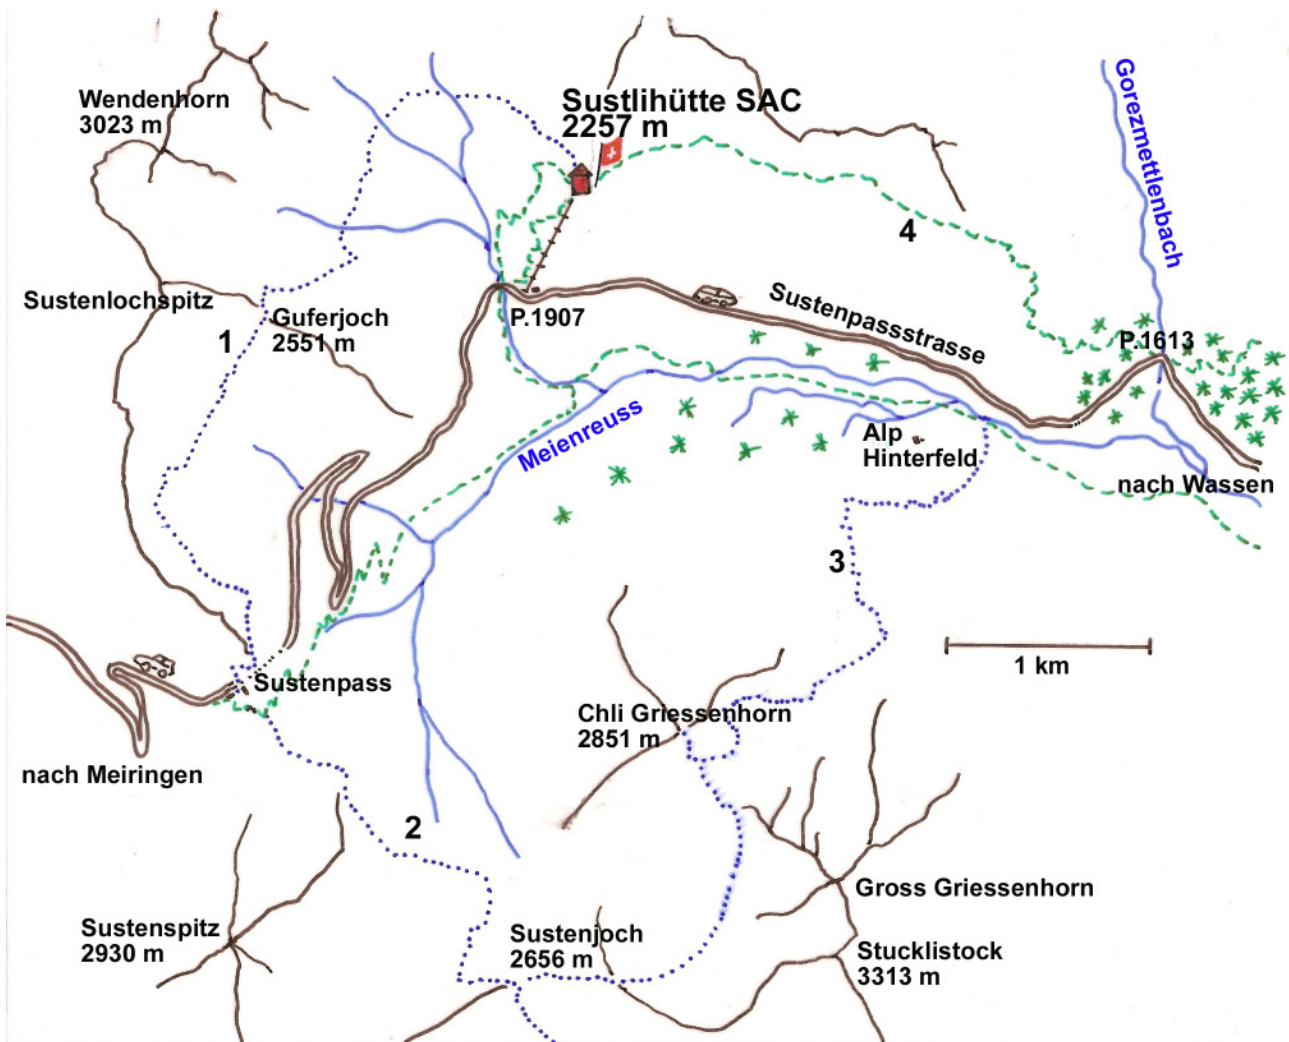 Wendenhorn
3023 m
Sustlihütte SAC
2257 m
Gorezmettlenbach
4
Sustenlochspitz
1
Guferjoch
2551 m
P.1907
Sustenpassstrasse
P.1613
Meienreuss
Alp
Hinterfeld
nach Wassen
3
1 km
Sustenpass
Chli Griessenhorn
2851 m
nach Meiringen
2
Gross Griessenhorn
Sustenspitz
2930 m
Sustenjoch
2656 m
Stucklistock
3313 m